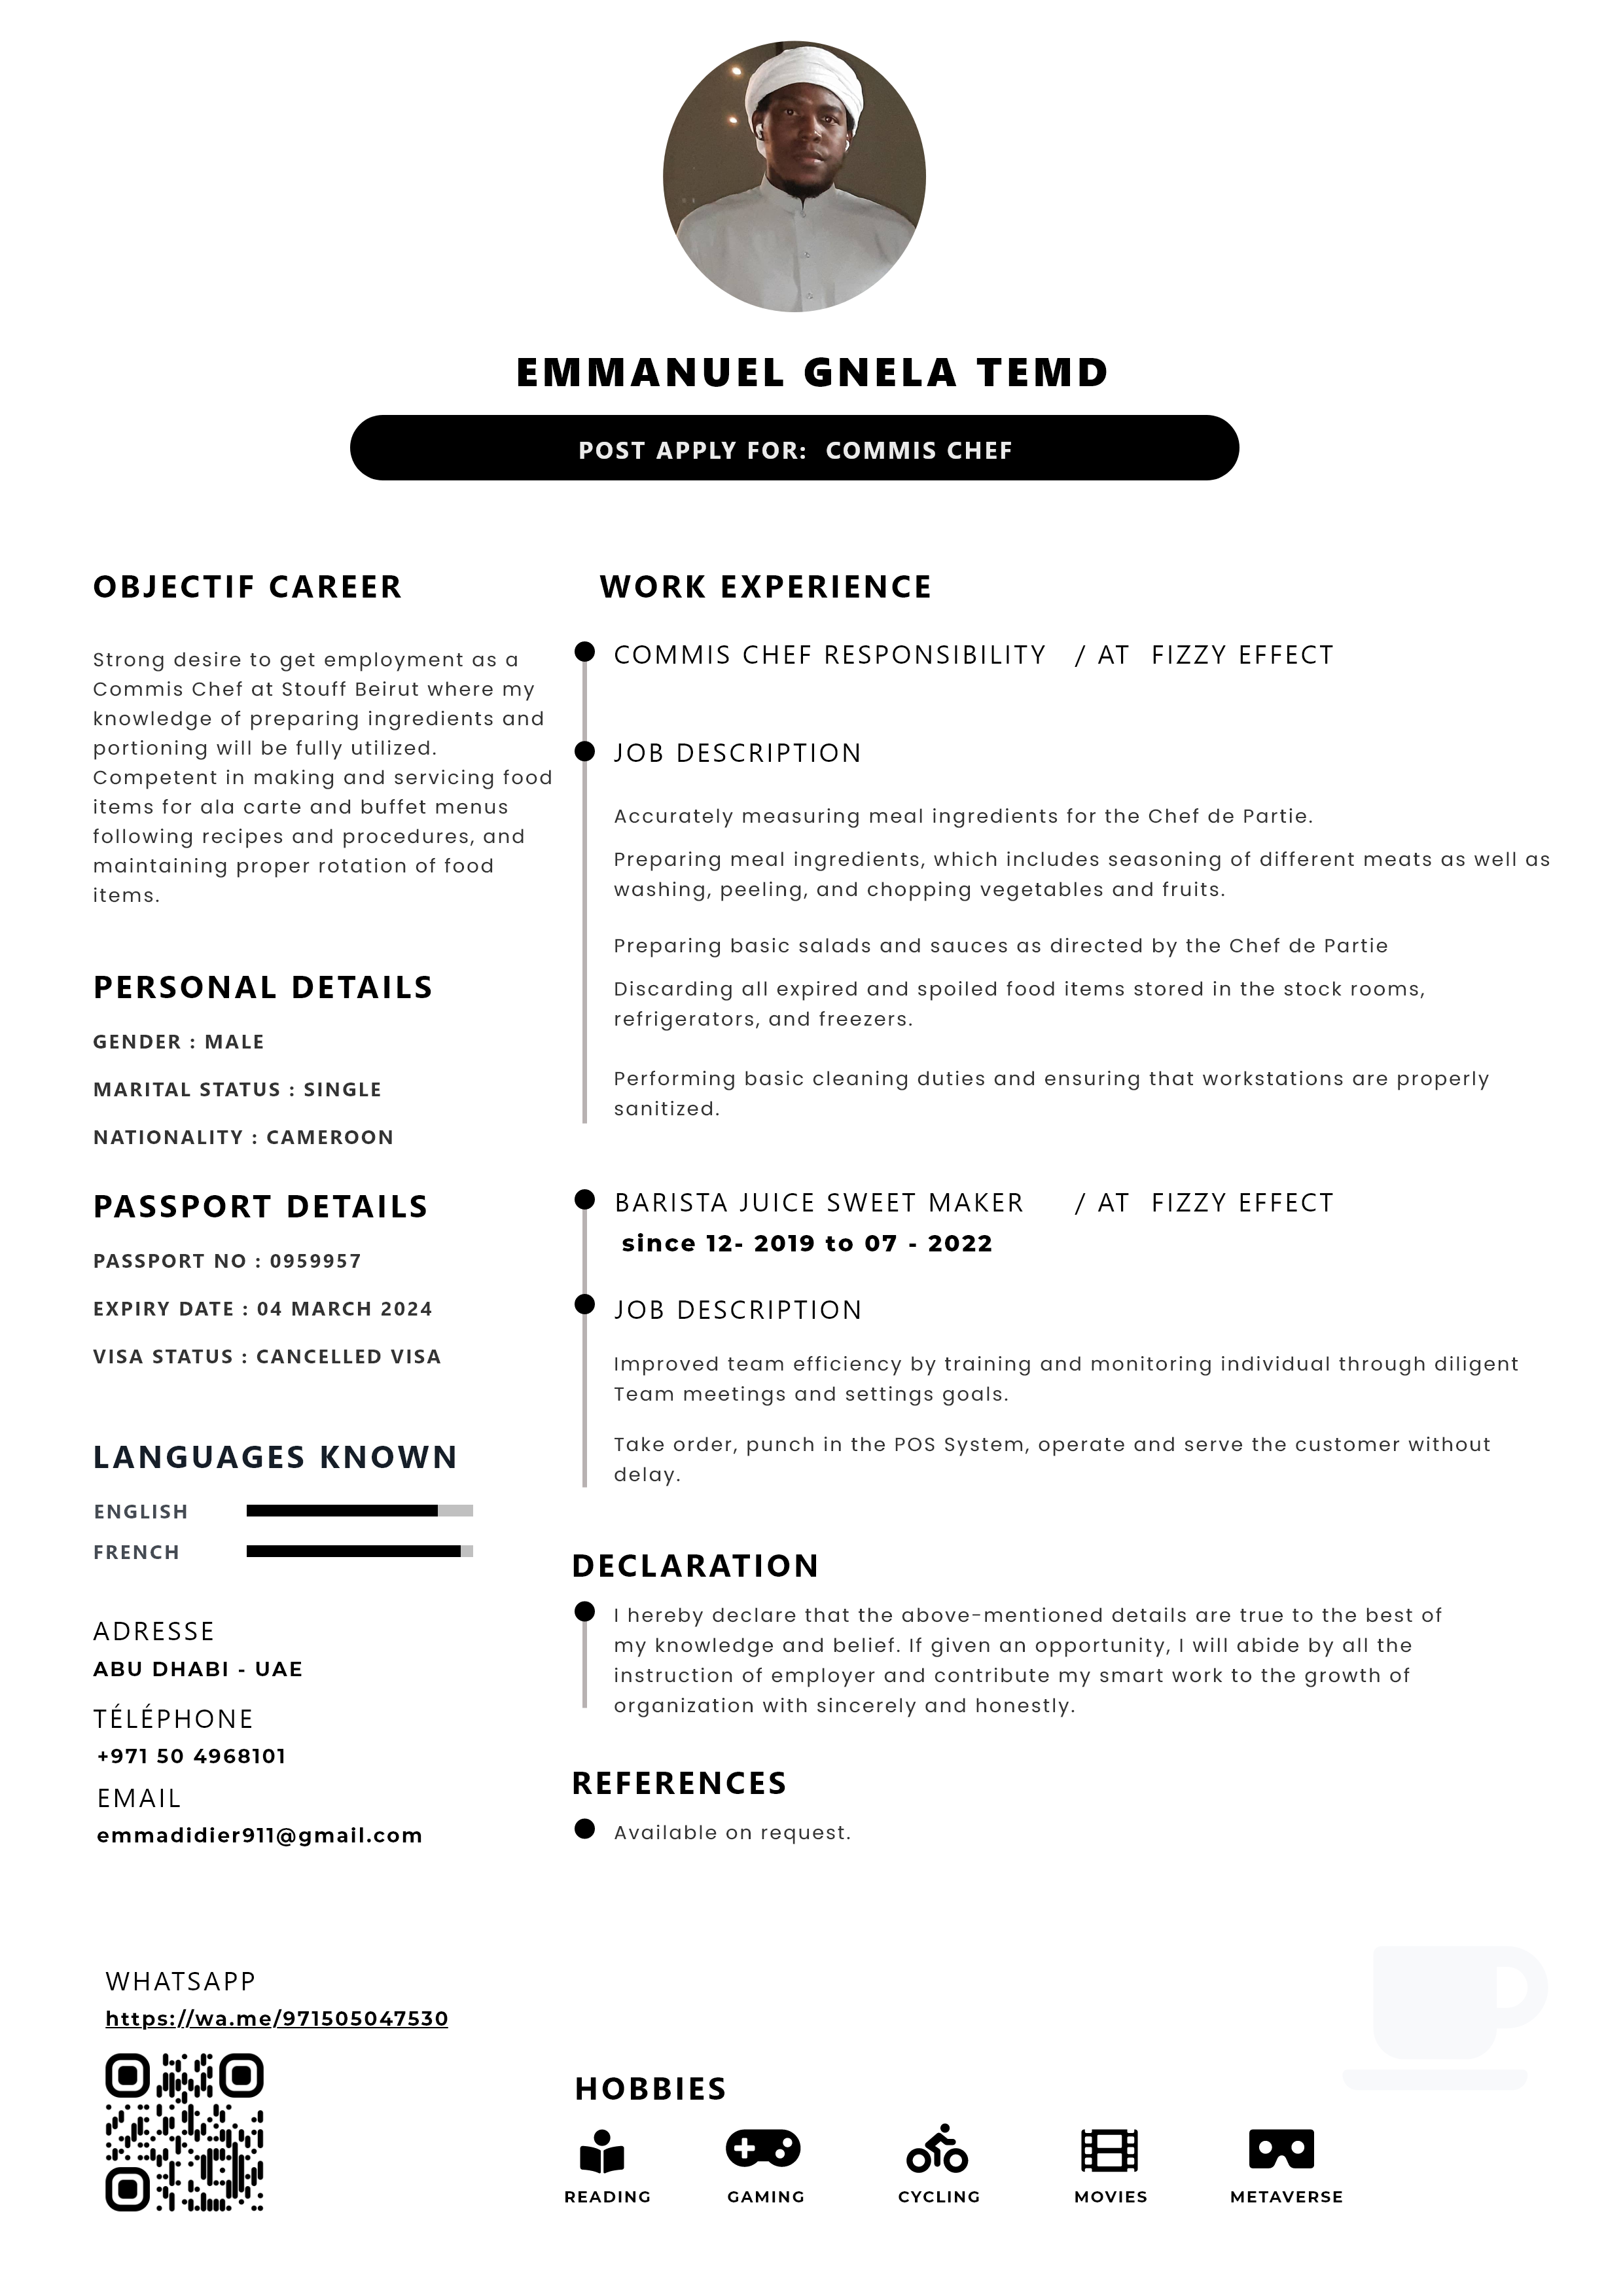 EMMANUEL GNELA TEMD
POST APPLY FOR: COMMIS CHEF
OBJECTIF CAREER
Strong desire to get employment as a
Commis Chef at Stouff Beirut where my
knowledge of preparing ingredients and
portioning will be fully utilized.
Competent in making and servicing food
items for ala carte and buffet menus
following recipes and procedures, and
maintaining proper rotation of food
items.
PERSONAL DETAILS
GENDER : MALE
MARITAL STATUS : SINGLE
NATIONALITY : CAMEROON
PASSPORT DETAILS
PASSPORT NO : 0959957
EXPIRY DATE : 04 MARCH 2024
VISA STATUS : CANCELLED VISA
LANGUAGES KNOWN
ENGLISH
FRENCH
ADRESSE
ABU DHABI - UAE
TÉLÉPHONE
+971 50 4968101
EMAIL
emmadidier911@gmail.com
WHATSAPP
https://wa.me/971505047530
WORK EXPERIENCE
COMMIS CHEF RESPONSIBILITY / AT FIZZY EFFECT
JOB DESCRIPTION
Accurately measuring meal ingredients for the Chef de Partie.
Preparing meal ingredients, which includes seasoning of different meats as well as
washing, peeling, and chopping vegetables and fruits.
Preparing basic salads and sauces as directed by the Chef de Partie
Discarding all expired and spoiled food items stored in the stock rooms,
refrigerators, and freezers.
Performing basic cleaning duties and ensuring that workstations are properly
sanitized.
BARISTA JUICE SWEET MAKER / AT FIZZY EFFECT
since 12- 2019 to 07 - 2022
JOB DESCRIPTION
Improved team efficiency by training and monitoring individual through diligent
Team meetings and settings goals.
Take order, punch in the POS System, operate and serve the customer without
delay.
DECLARATION
I hereby declare that the above-mentioned details are true to the best of
my knowledge and belief. If given an opportunity, I will abide by all the
instruction of employer and contribute my smart work to the growth of
organization with sincerely and honestly.
REFERENCES
Available on request.
HOBBIES
READING
GAMING
CYCLING
MOVIES
METAVERSE